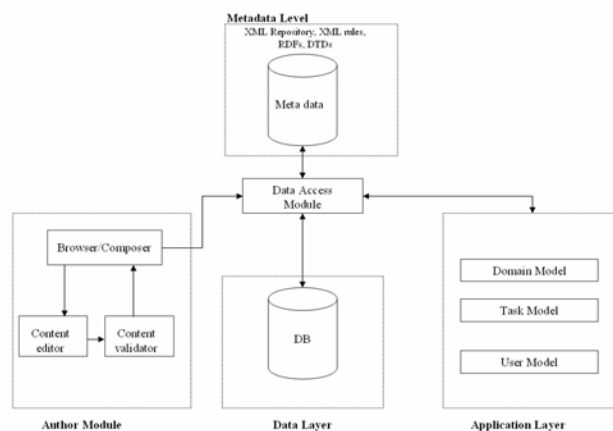 Metadata Level
XML Repository, XML rules,
RDFs, DTDs
Meta data
Data Access
Module
Browser/Composer
Content
editor
Content
validator
DB
Domain Model
Task Model
User Model
Author Module
Data Layer
Application Layer